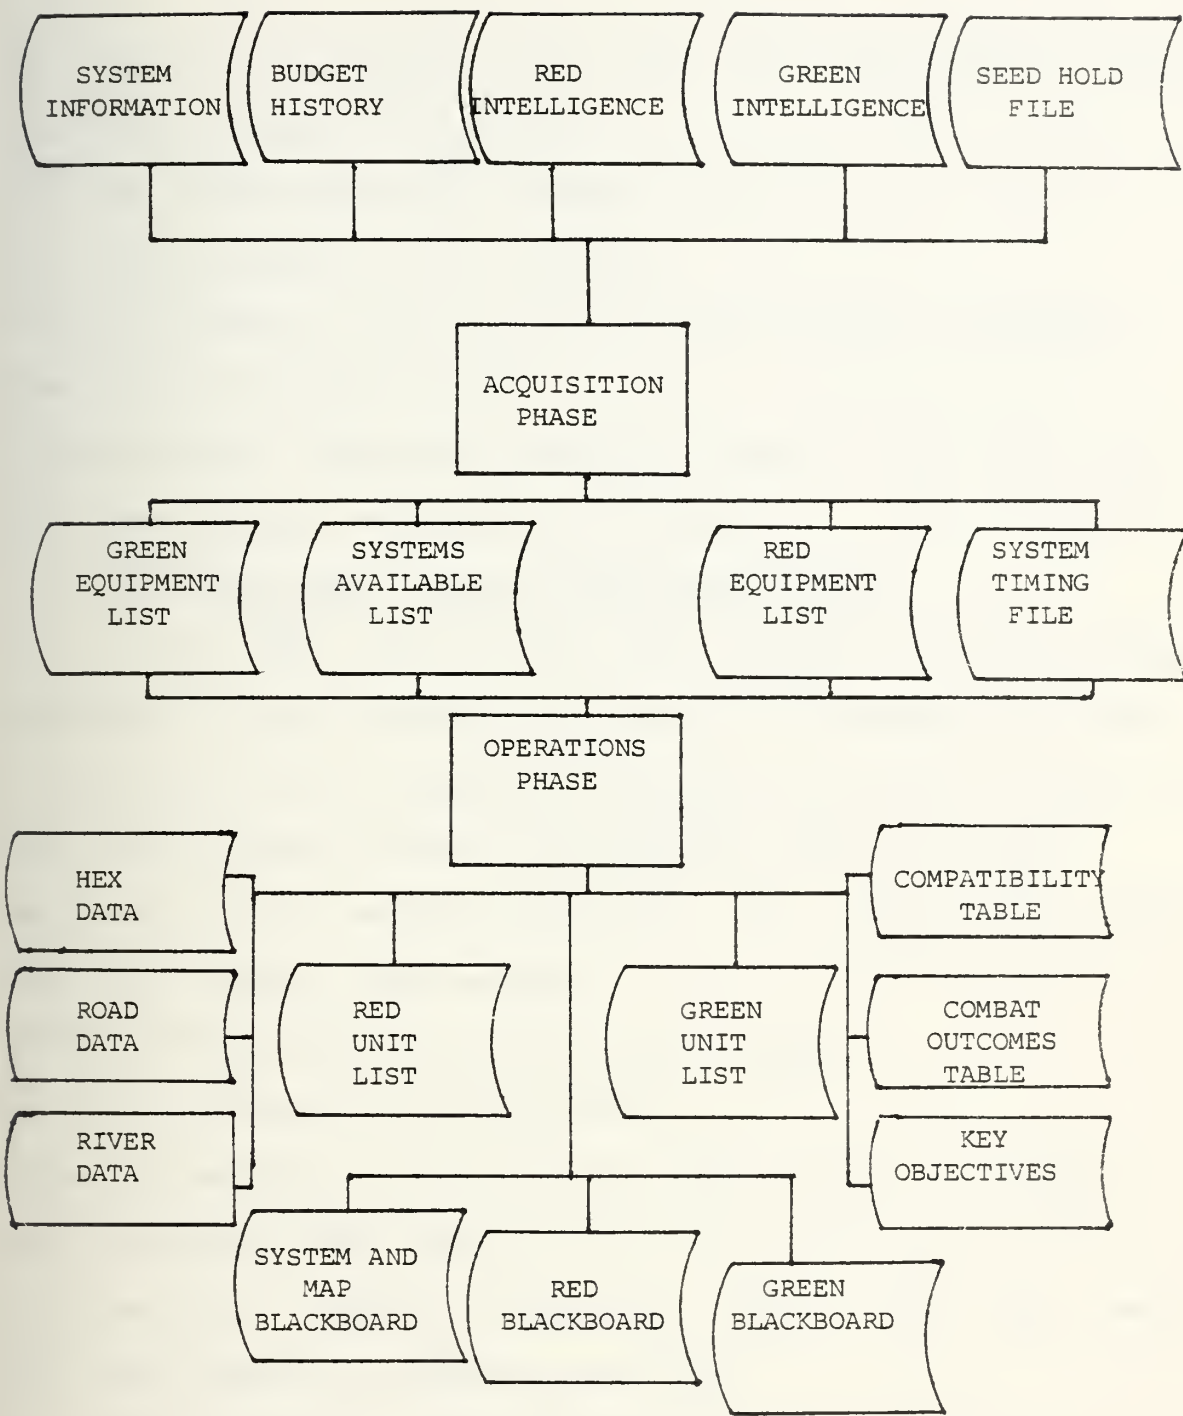 SYSTEM
INFORMATION
BUDGET
HISTORY
RED
INTELLIGENCE
GREEN
INTELLIGENCE
SEED HOLD
FILE
ACQUISITION
PHASE
GREEN
EQUIPMENT
LIST
SYSTEMS
AVAILABLE
LIST
RED
EQUIPMENT
LIST
SYSTEM
TIMING
FILE
OPERATIONS
PHASE
HEX
DATA
COMPATIBILITY
TABLE
ROAD
DATA
RED
UNIT
LIST
GREEN
UNIT
LIST
COMBAT
OUTCOMES
TABLE
RIVER
DATA
KEY
OBJECTIVES
SYSTEM AND
MAP
BLACKBOARD
RED
BLACKBOARD
GREEN
BLACKBOARD